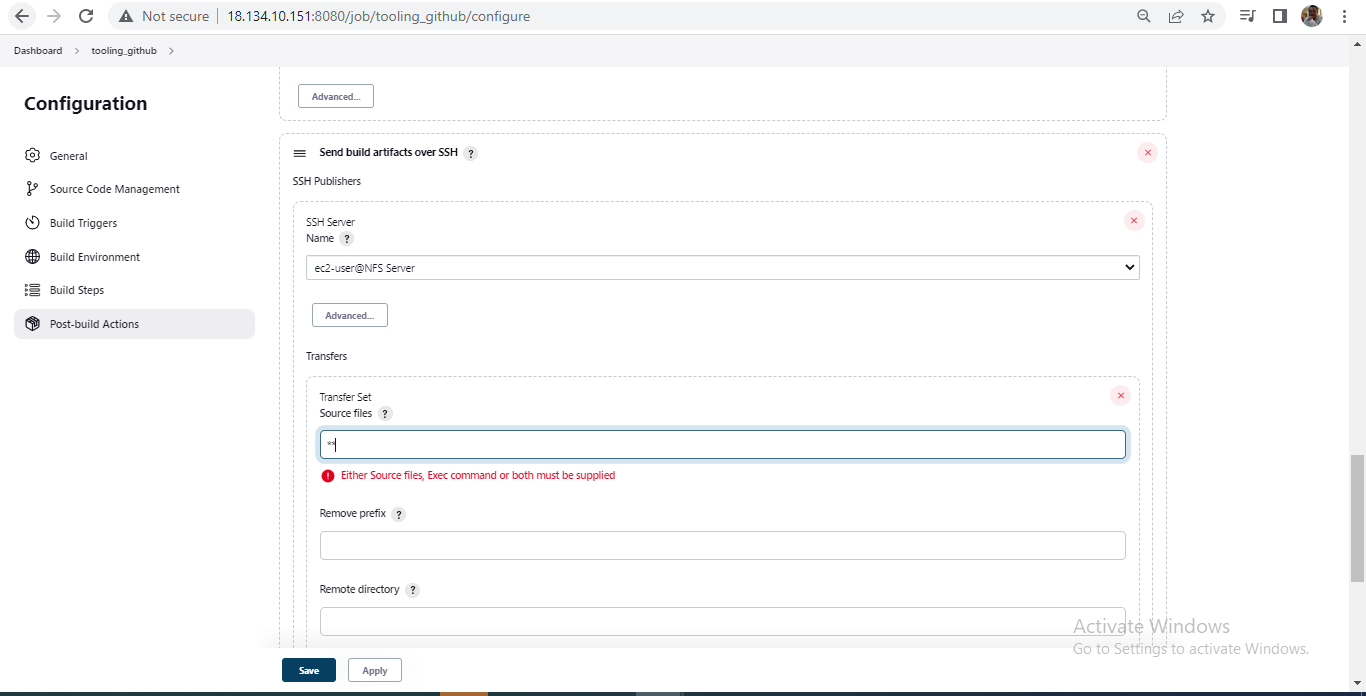 Not secure | 18.134.10.151:8080/job/tooling_github/configure
Dashboard > tooling_github >
Configuration
General
Source Code Management
Build Triggers
Build Environment
Build Steps
Post-build Actions
Advanced...
Send build artifacts over SSH ?
SSH Publishers
SSH Server
Name ?
ec2-user@NFS Server
Advanced...
Transfers
Transfer Set
Source files ?
**
Either Source files, Exec command or both must be supplied
Remove prefix ?
Remote directory ?
Save
Apply
Activate Windows
Go to Settings to activate Windows.